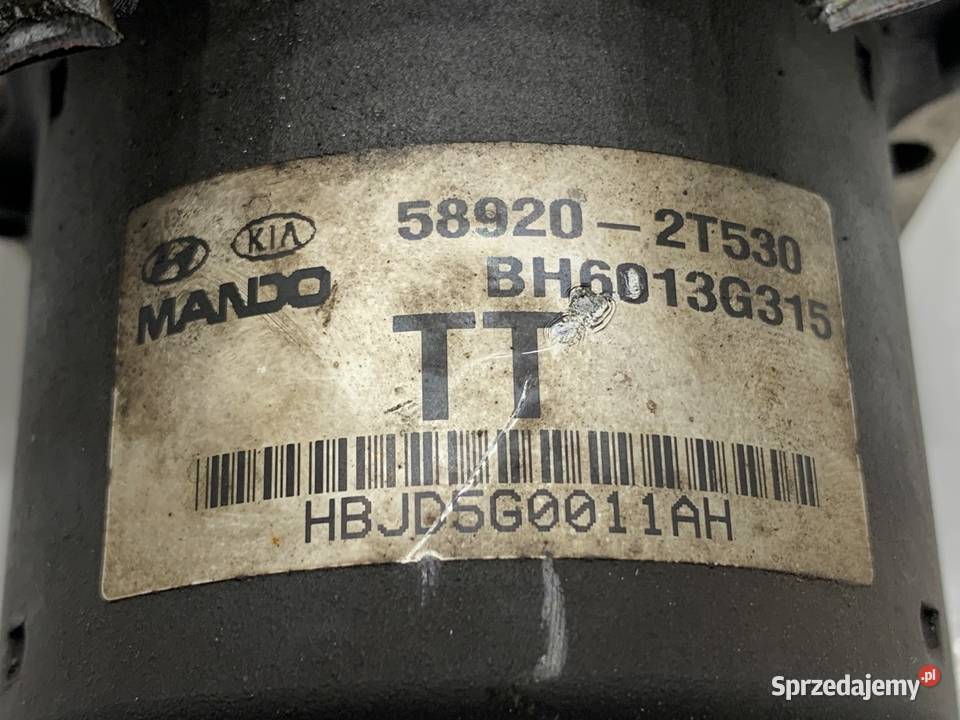 KIA 58920-2T530
MANDO BH6013G315
TT
HBJD5G0011AH
Sprzedajemy.pl